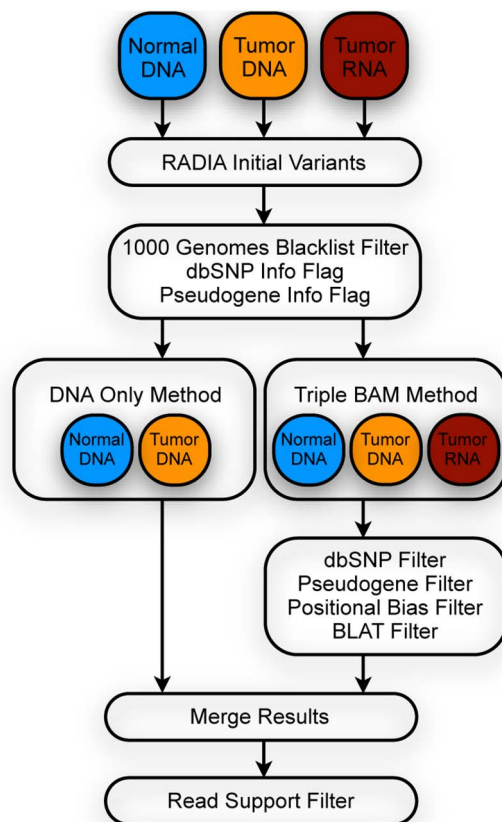 Normal
DNA
Tumor
DNA
Tumor
RNA
RADIA Initial Variants
1000 Genomes Blacklist Filter
dbSNP Info Flag
Pseudogene Info Flag
DNA Only Method
Normal
DNA
Tumor
DNA
Triple BAM Method
Normal
DNA
Tumor
DNA
Tumor
RNA
dbSNP Filter
Pseudogene Filter
Positional Bias Filter
BLAT Filter
Merge Results
Read Support Filter